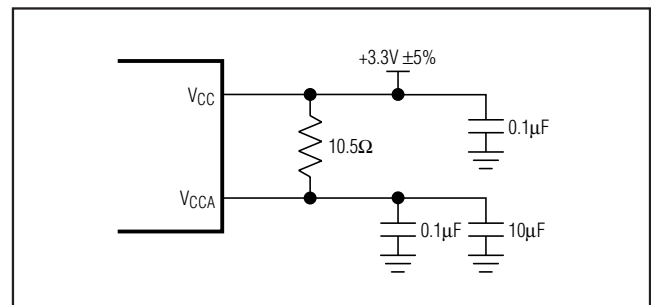 +3.3V ±5%
VCC
0.1µF
10.5Ω
VCCA
0.1µF
10µF